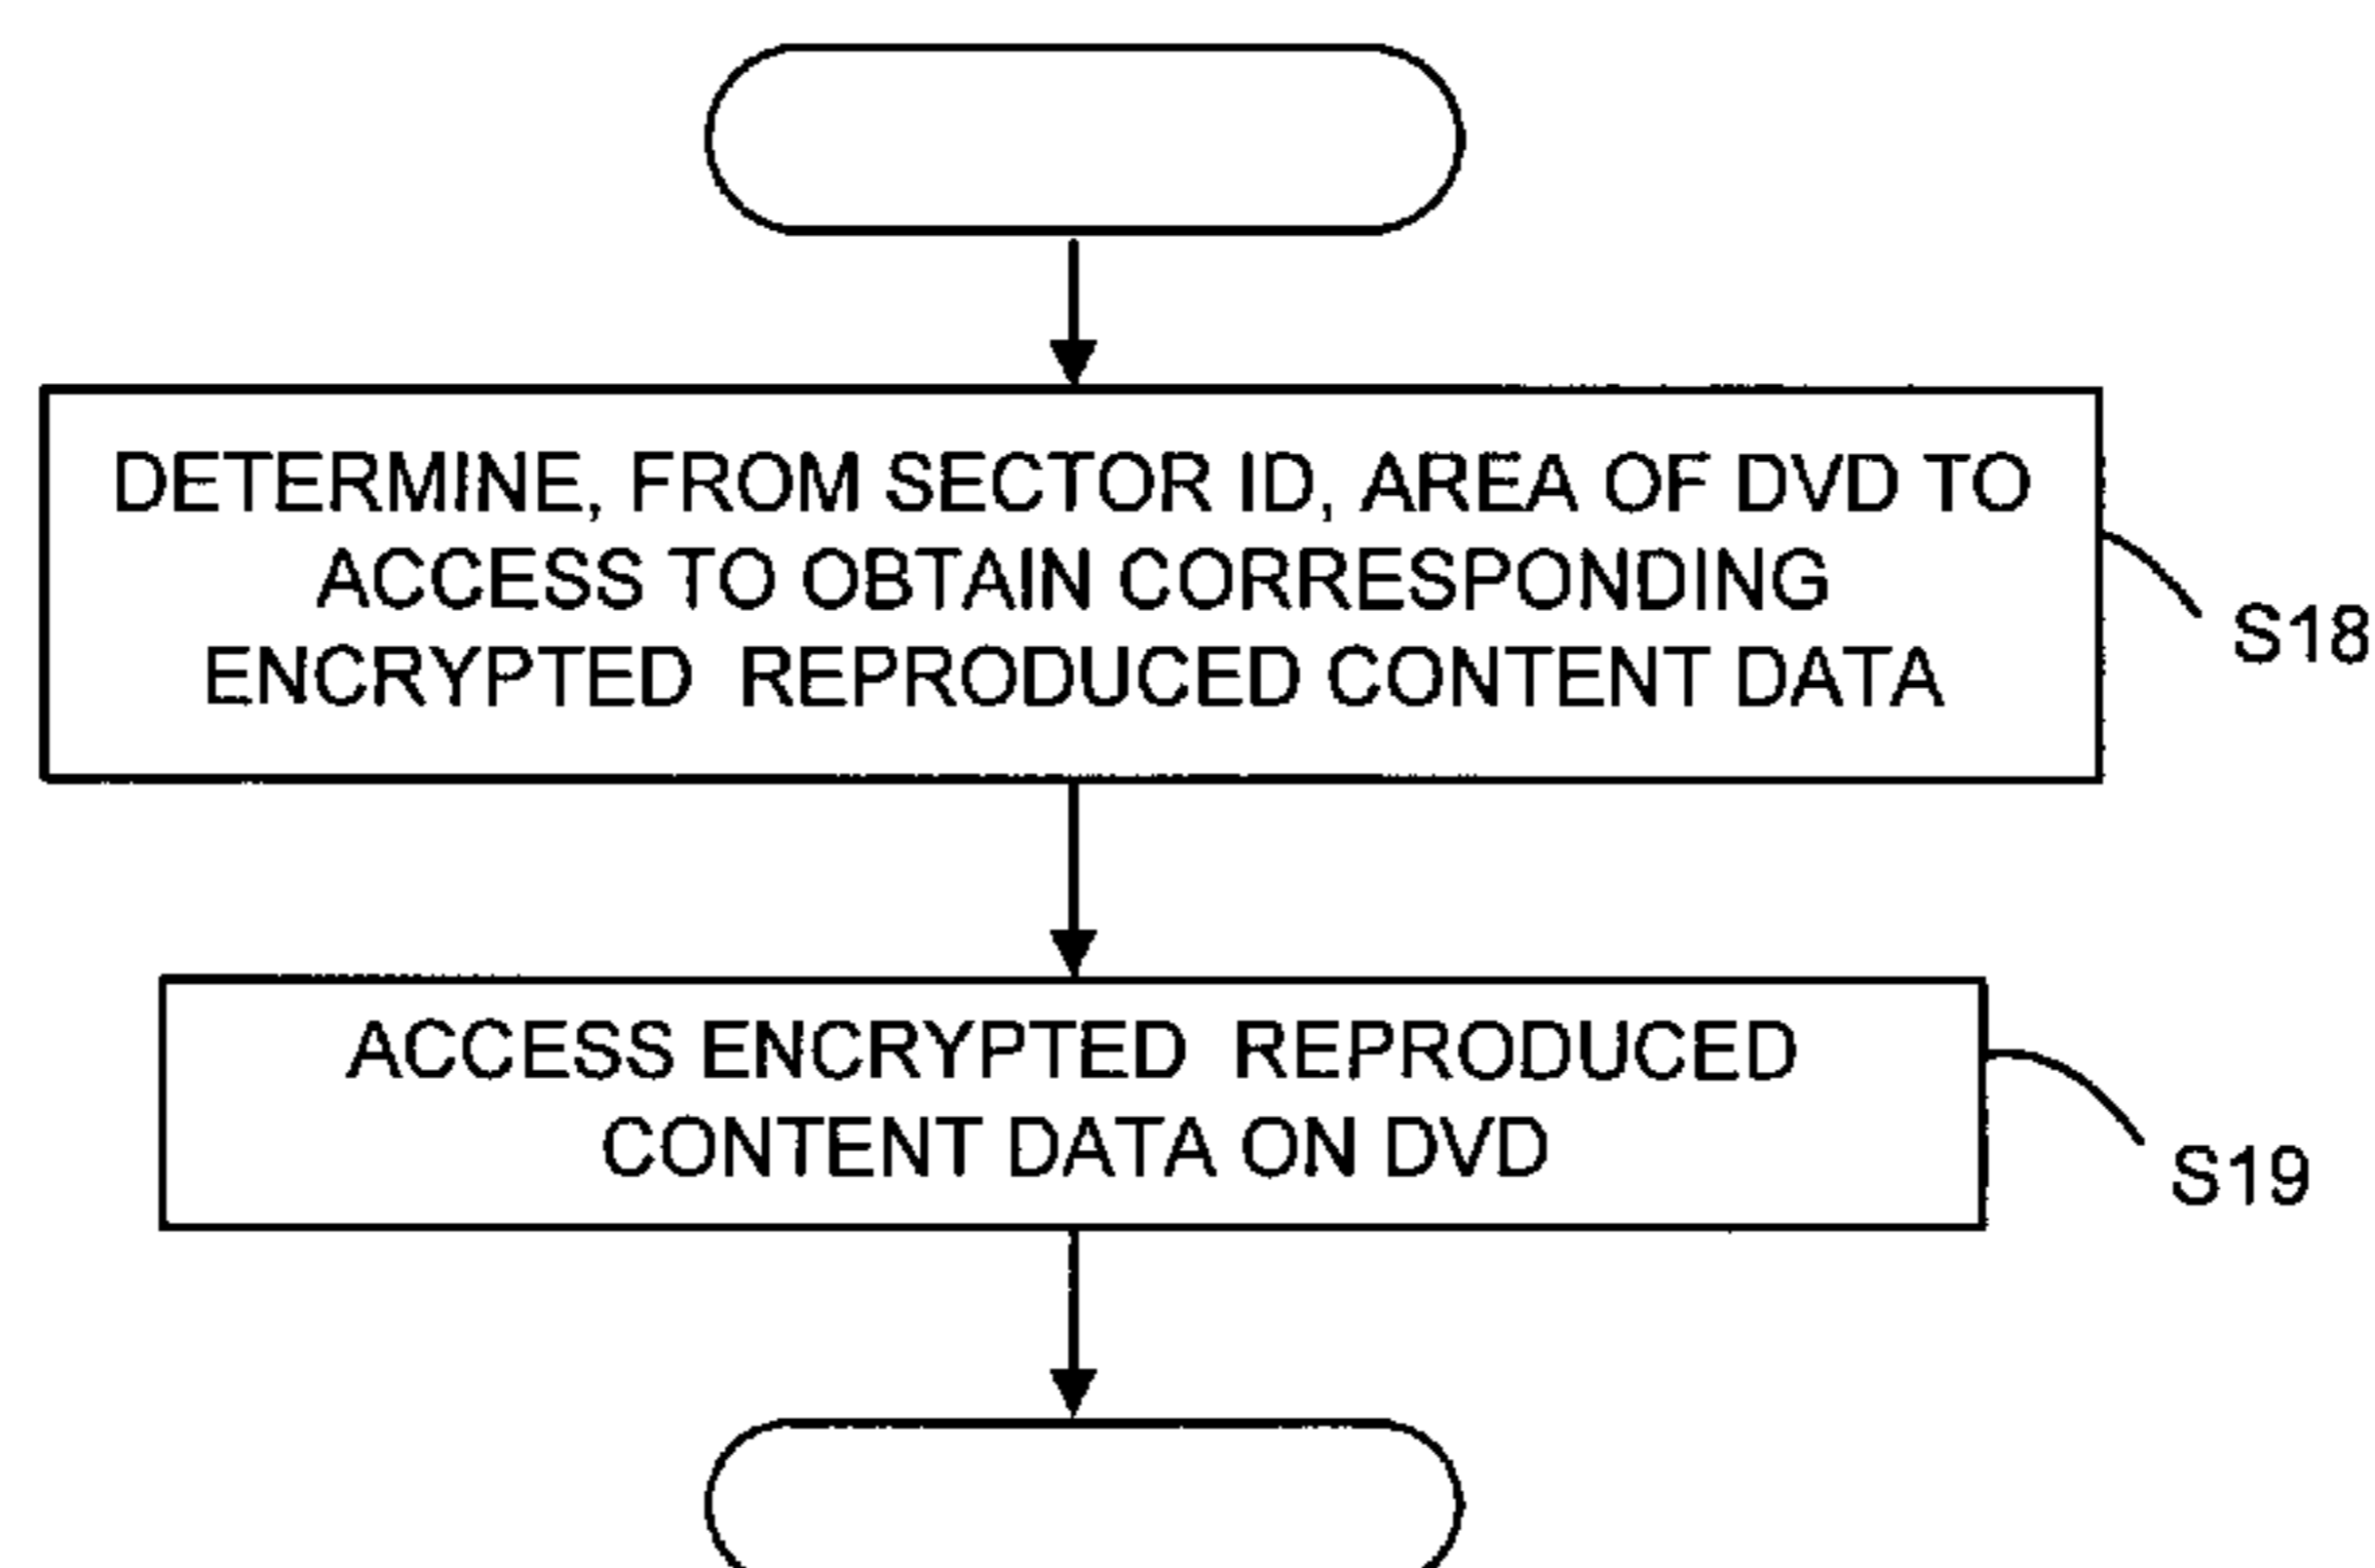 DETERMINE, FROM SECTOR ID, AREA OF DVD TO
ACCESS TO OBTAIN CORRESPONDING
ENCRYPTED REPRODUCED CONTENT DATA
S18
ACCESS ENCRYPTED REPRODUCED
CONTENT DATA ON DVD
S19